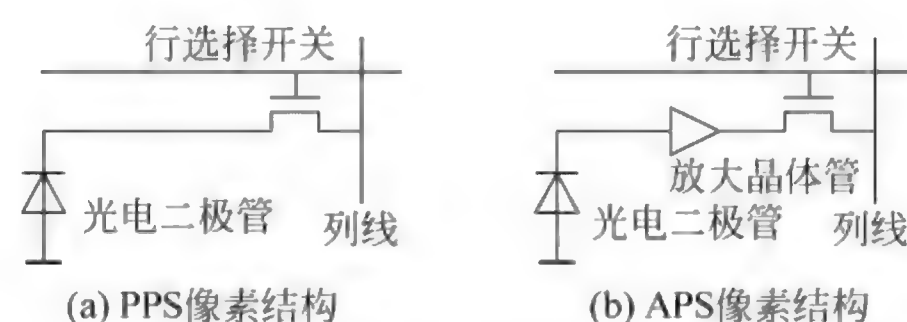 行选择开关
光电二极管
列线
(a) PPS像素结构
行选择开关
放大晶体管
光电二极管
列线
(b) APS像素结构